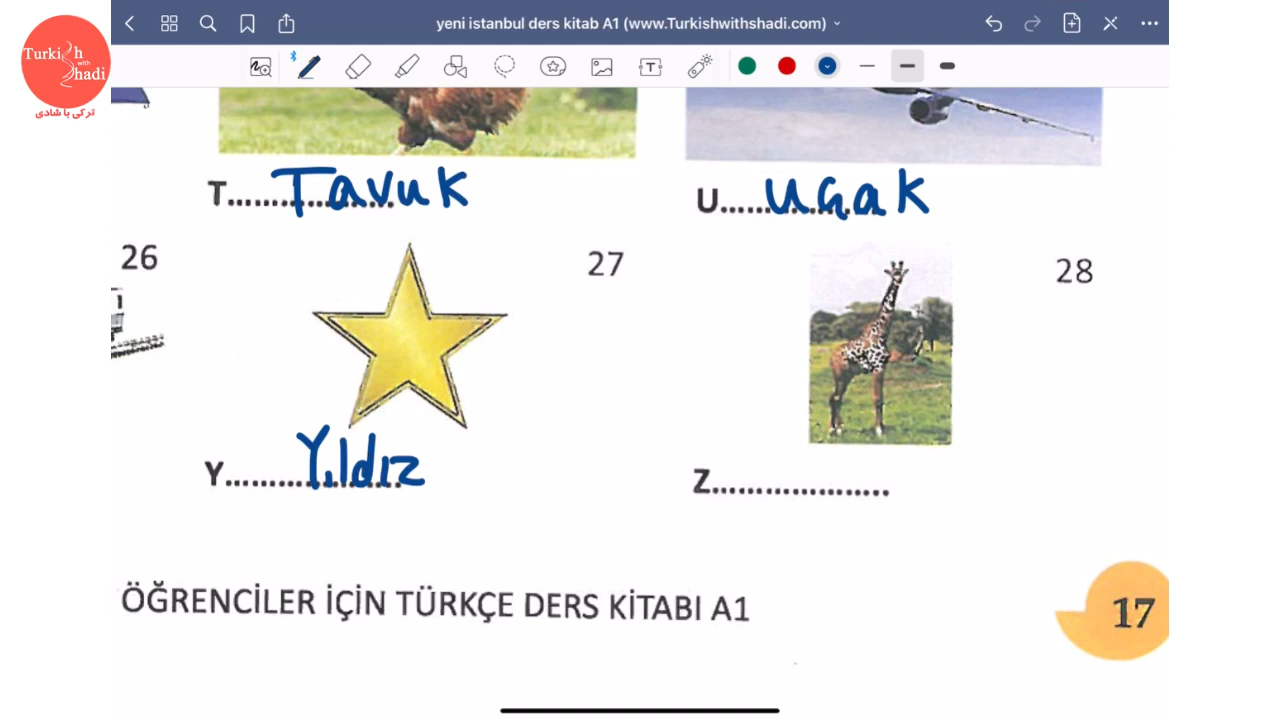 yeni istanbul ders kitab A1 (www.Turkishwithshadi.com)
Turkish
with
Shadi
ترکی با شادی
T
T..................... Tavuk
U.................. Uçak
26
27
28
Y..................... Yıldız
Z....................
ÖĞRENCİLER İÇİN TÜRKÇE DERS KİTABI A1
17